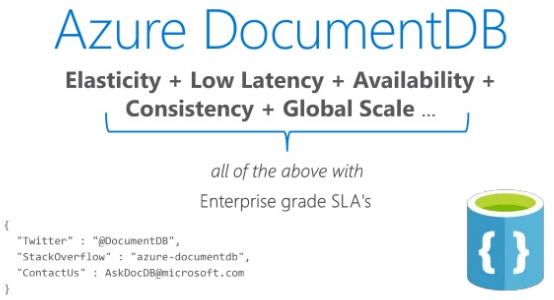 Azure DocumentDB
Elasticity + Low Latency + Availability +
Consistency + Global Scale ...
all of the above with
Enterprise grade SLA's
{
"Twitter" : "@DocumentDB",
"StackOverflow" : "azure-documentdb",
"ContactUs" : AskDocDB@microsoft.com
}
{ }